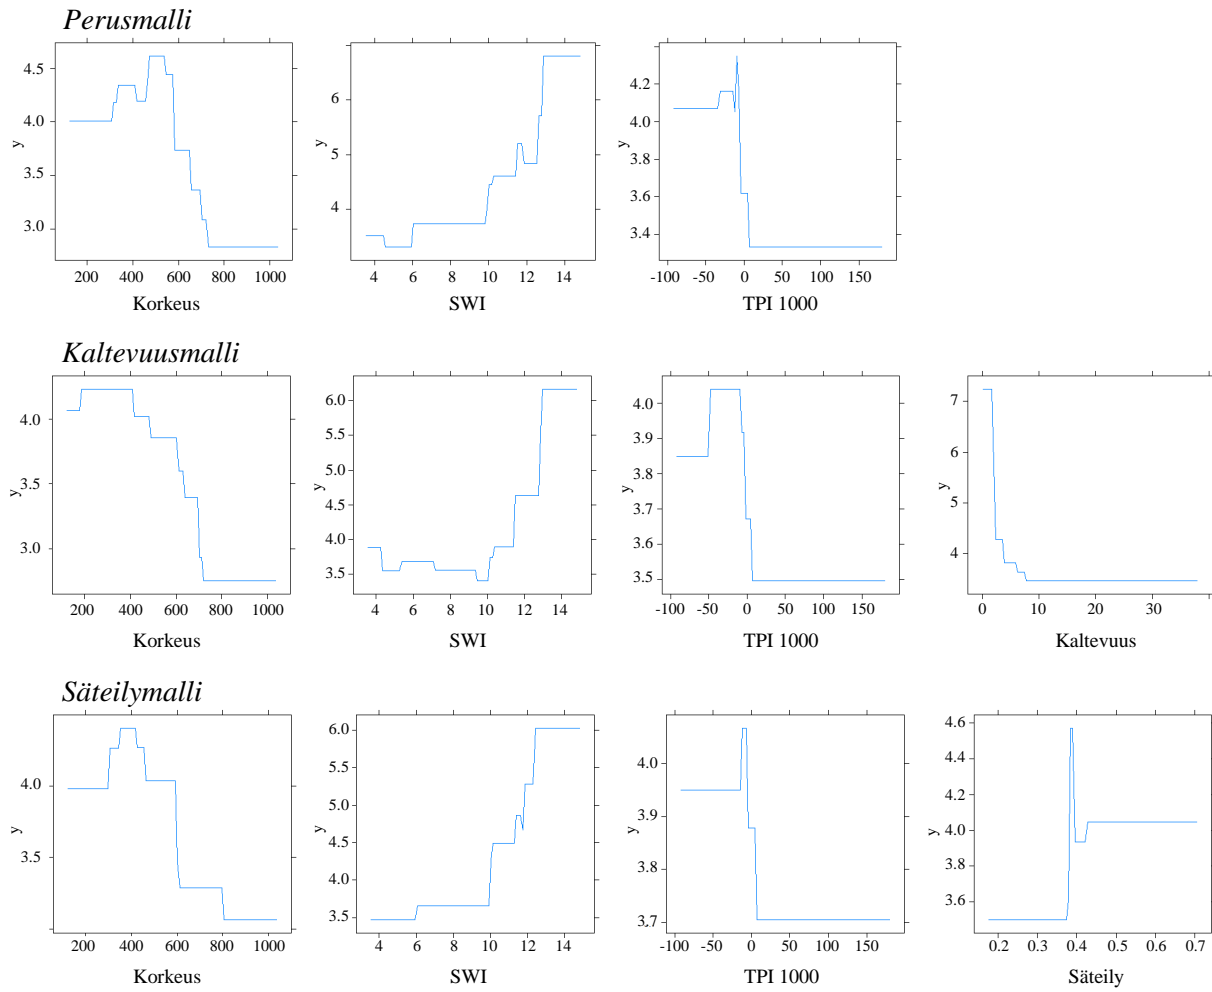 Perusmalli
4.5
4.0
3.5
3.0
y
200 400 600 800 1000
Korkeus
6
5
4
y
4 6 8 10 12 14
SWI
4.2
4.0
3.8
3.6
3.4
y
-100 -50 0 50 100 150
TPI 1000
Kaltevuusmalli
4.0
3.5
3.0
y
200 400 600 800 1000
Korkeus
6.0
5.5
5.0
4.5
4.0
3.5
y
4 6 8 10 12 14
SWI
4.0
3.9
3.8
3.7
3.6
3.5
y
-100 -50 0 50 100 150
TPI 1000
7
6
5
4
y
0 10 20 30
Kaltevuus
Säteilymalli
4.0
3.5
y
200 400 600 800 1000
Korkeus
6.0
5.5
5.0
4.5
4.0
3.5
y
4 6 8 10 12 14
SWI
4.0
3.9
3.8
3.7
y
-100 -50 0 50 100 150
TPI 1000
4.6
4.4
4.2
4.0
3.8
3.6
y
0.2 0.3 0.4 0.5 0.6 0.7
Säteily